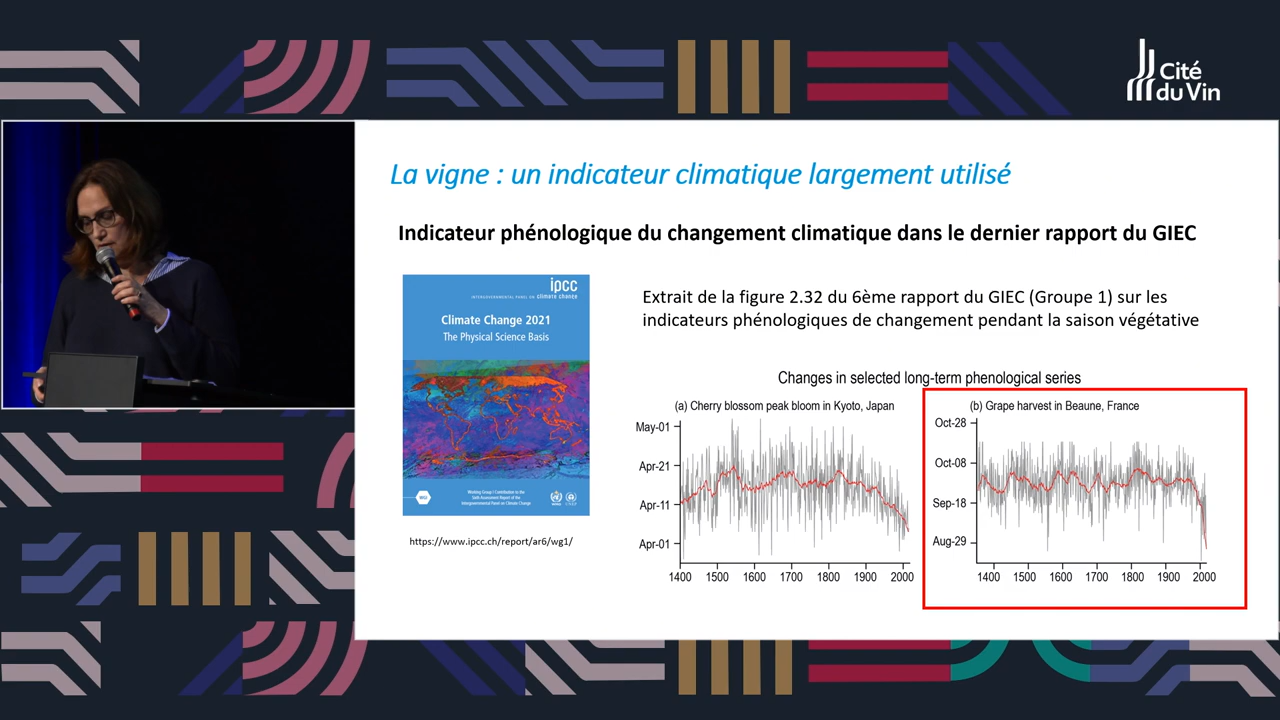 Cité
du Vin
La vigne : un indicateur climatique largement utilisé
Indicateur phénologique du changement climatique dans le dernier rapport du GIEC
ipcc
INTERGOVERNMENTAL PANEL ON climate change
Climate Change 2021
The Physical Science Basis
WGI
Working Group I Contribution to the
Sixth Assessment Report of the
Intergovernmental Panel on Climate Change
https://www.ipcc.ch/report/ar6/wg1/
Extrait de la figure 2.32 du 6ème rapport du GIEC (Groupe 1) sur les
indicateurs phénologiques de changement pendant la saison végétative
Changes in selected long-term phenological series
(a) Cherry blossom peak bloom in Kyoto, Japan
May-01
Apr-21
Apr-11
Apr-01
1400 1500 1600 1700 1800 1900 2000
(b) Grape harvest in Beaune, France
Oct-28
Oct-08
Sep-18
Aug-29
1400 1500 1600 1700 1800 1900 2000